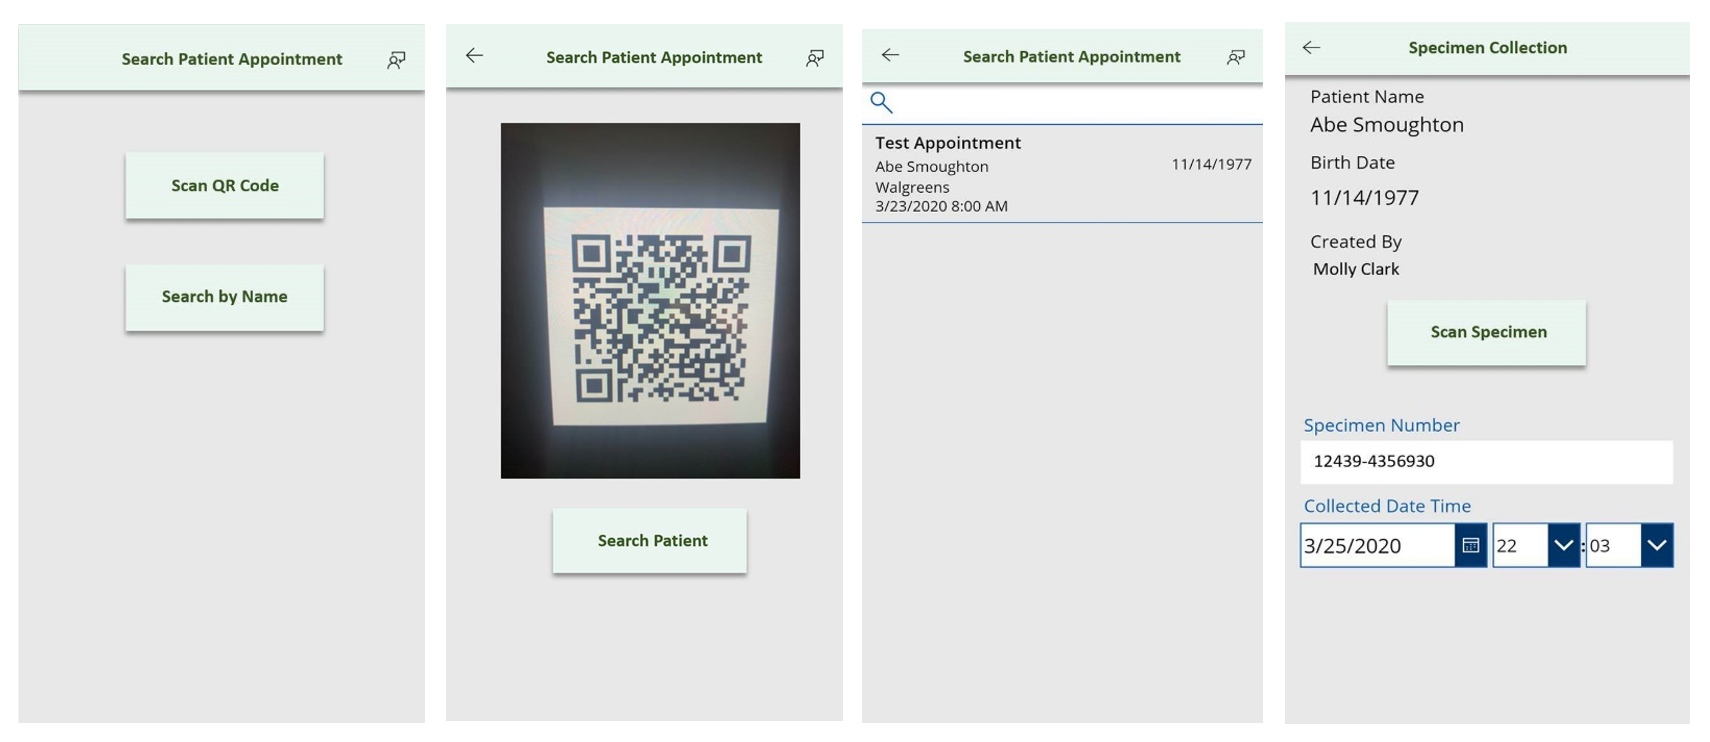 Search Patient Appointment
Scan QR Code
Search by Name
Search Patient Appointment
Search Patient
Search Patient Appointment
Test Appointment
Abe Smoughton 11/14/1977
Walgreens
3/23/2020 8:00 AM
Specimen Collection
Patient Name
Abe Smoughton
Birth Date
11/14/1977
Created By
Molly Clark
Scan Specimen
Specimen Number
12439-4356930
Collected Date Time
3/25/2020 22 : 03